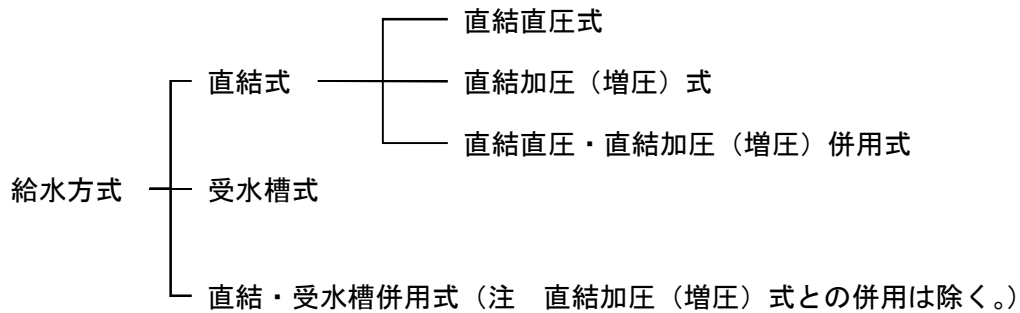 直結直圧式
直結式
直結加圧（増圧）式
直結直圧・直結加圧（増圧）併用式
給水方式
受水槽式
直結・受水槽併用式（注　直結加圧（増圧）式との併用は除く。）